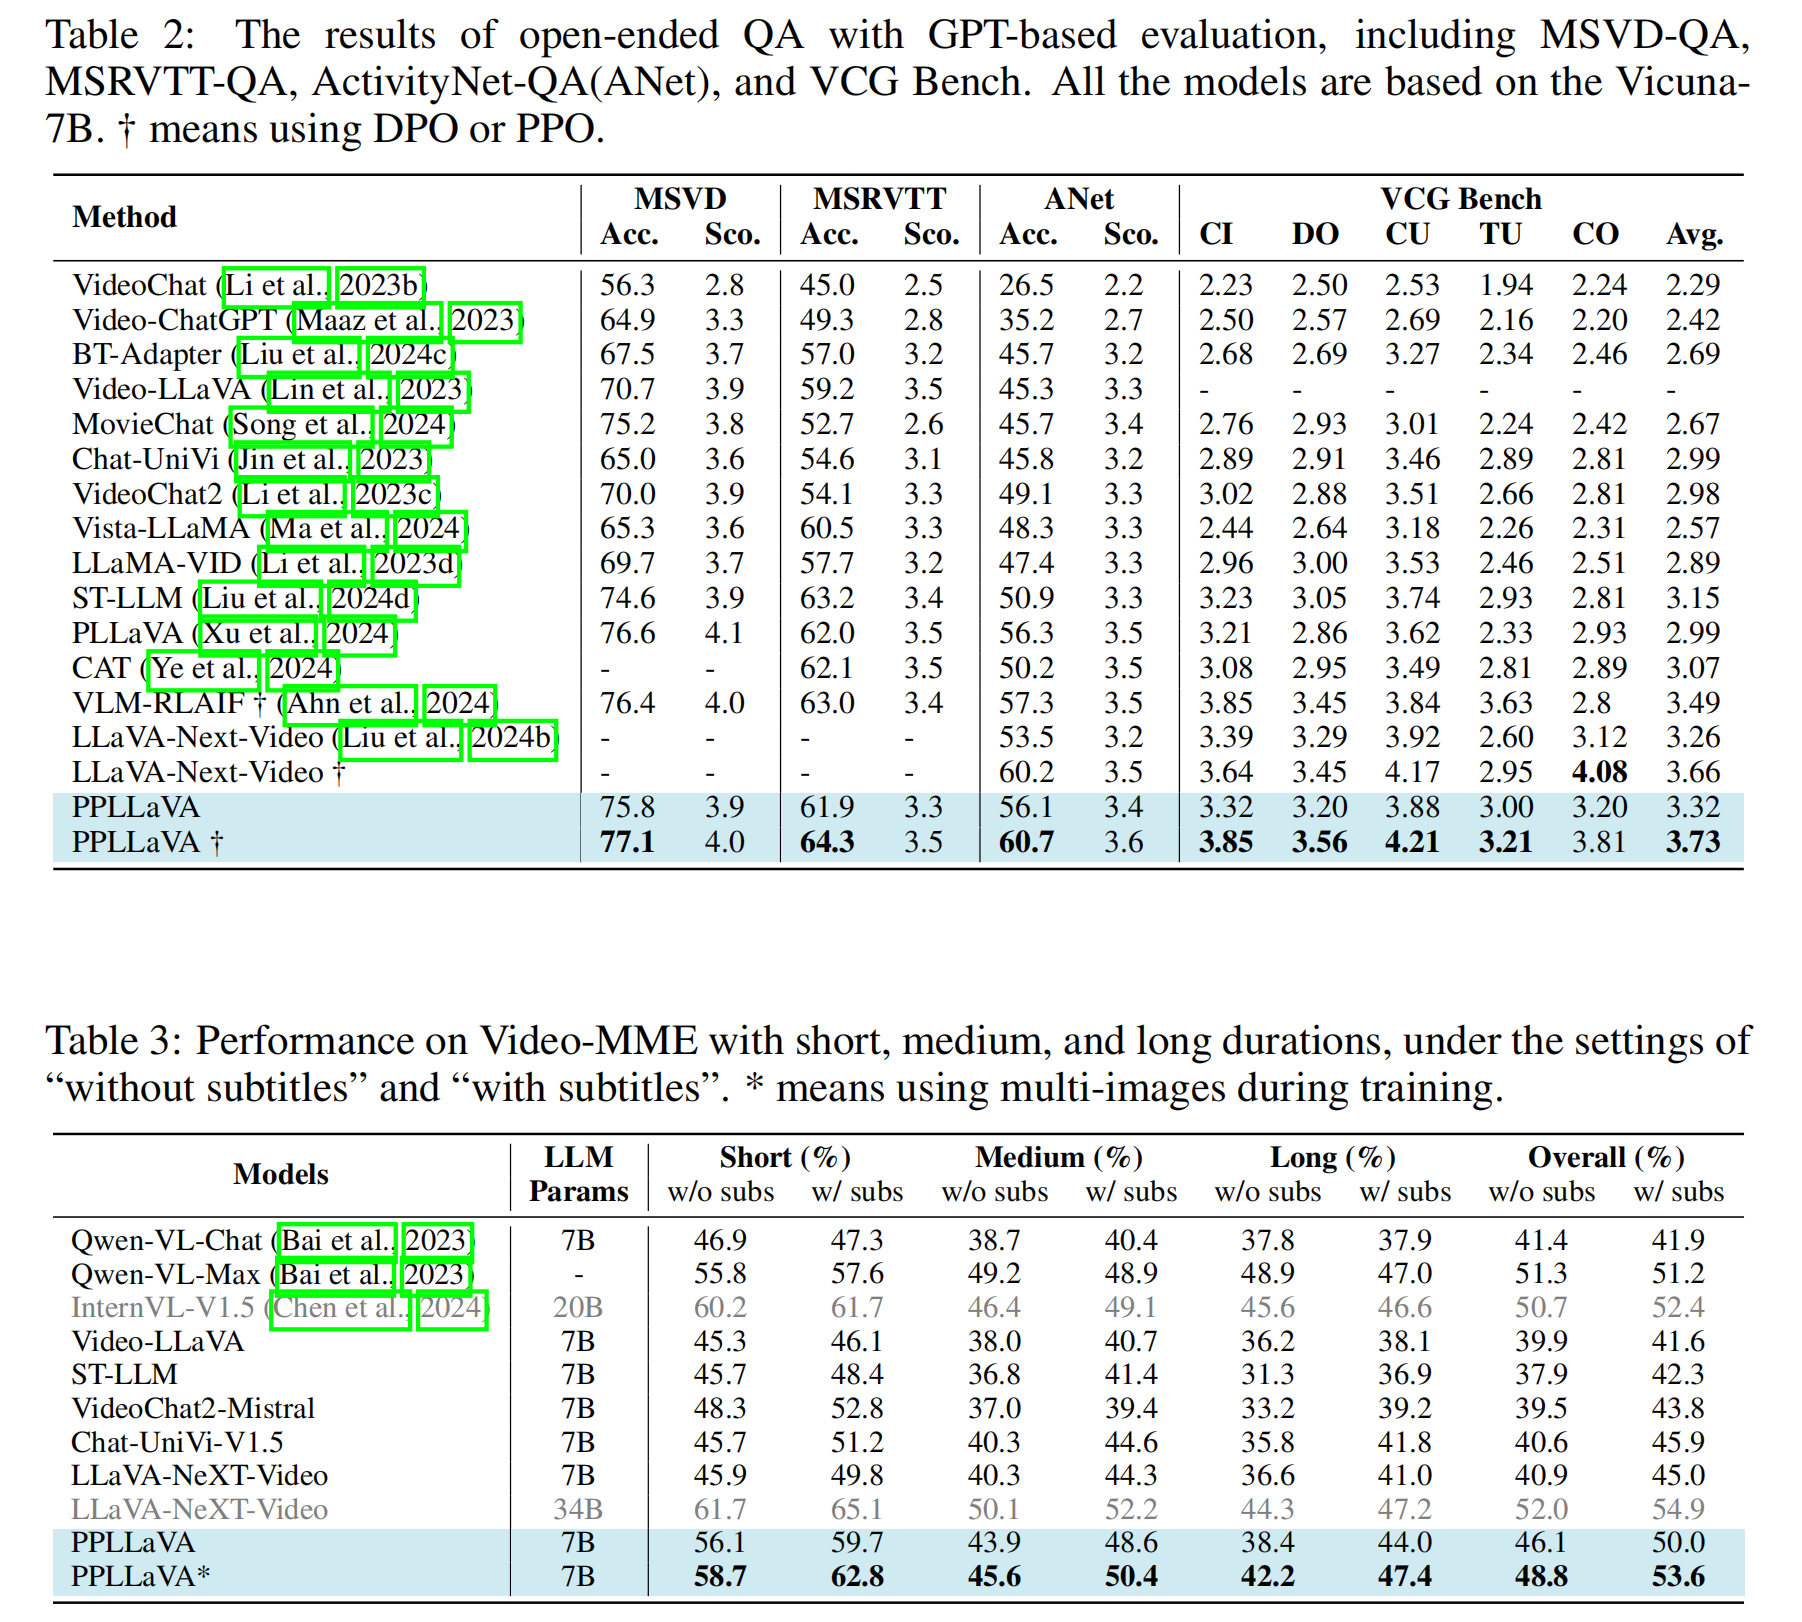 Table 2: The results of open-ended QA with GPT-based evaluation, including MSVD-QA,
MSRVTT-QA, ActivityNet-QA(ANet), and VCG Bench. All the models are based on the Vicuna-
7B. † means using DPO or PPO.
Method MSVD MSRVTT ANet VCG Bench
Acc. Sco. Acc. Sco. Acc. Sco. CI DO CU TU CO Avg.
VideoChat (Li et al., 2023b) 56.3 2.8 45.0 2.5 26.5 2.2 2.23 2.50 2.53 1.94 2.24 2.29
Video-ChatGPT (Maaz et al., 2023) 64.9 3.3 49.3 2.8 35.2 2.7 2.50 2.57 2.69 2.16 2.20 2.42
BT-Adapter (Liu et al., 2024c) 67.5 3.7 57.0 3.2 45.7 3.2 2.68 2.69 3.27 2.34 2.46 2.69
Video-LLaVA (Lin et al., 2023) 70.7 3.9 59.2 3.5 45.3 3.3 - - - - - -
MovieChat (Song et al., 2024) 75.2 3.8 52.7 2.6 45.7 3.4 2.76 2.93 3.01 2.24 2.42 2.67
Chat-UniVi (Jin et al., 2023) 65.0 3.6 54.6 3.1 45.8 3.2 2.89 2.91 3.46 2.89 2.81 2.99
VideoChat2 (Li et al., 2023c) 70.0 3.9 54.1 3.3 49.1 3.3 3.02 2.88 3.51 2.66 2.81 2.98
Vista-LLaMA (Ma et al., 2024) 65.3 3.6 60.5 3.3 48.3 3.3 2.44 2.64 3.18 2.26 2.31 2.57
LLaMA-VID (Li et al., 2023d) 69.7 3.7 57.7 3.2 47.4 3.3 2.96 3.00 3.53 2.46 2.51 2.89
ST-LLM (Liu et al., 2024d) 74.6 3.9 63.2 3.4 50.9 3.3 3.23 3.05 3.74 2.93 2.81 3.15
PLLaVA (Xu et al., 2024) 76.6 4.1 62.0 3.5 56.3 3.5 3.21 2.86 3.62 2.33 2.93 2.99
CAT (Ye et al., 2024) - - 62.1 3.5 50.2 3.5 3.08 2.95 3.49 2.81 2.89 3.07
VLM-RLAIF † (Ahn et al., 2024) 76.4 4.0 63.0 3.4 57.3 3.5 3.85 3.45 3.84 3.63 2.8 3.49
LLaVA-Next-Video (Liu et al., 2024b) - - - - 53.5 3.2 3.39 3.29 3.92 2.60 3.12 3.26
LLaVA-Next-Video † - - - - 60.2 3.5 3.64 3.45 4.17 2.95 4.08 3.66
PPLLaVA 75.8 3.9 61.9 3.3 56.1 3.4 3.32 3.20 3.88 3.00 3.20 3.32
PPLLaVA † 77.1 4.0 64.3 3.5 60.7 3.6 3.85 3.56 4.21 3.21 3.81 3.73
Table 3: Performance on Video-MME with short, medium, and long durations, under the settings of
“without subtitles” and “with subtitles”. * means using multi-images during training.
Models LLM Params Short (%) Medium (%) Long (%) Overall (%)
w/o subs w/ subs w/o subs w/ subs w/o subs w/ subs w/o subs w/ subs
Qwen-VL-Chat (Bai et al., 2023) 7B 46.9 47.3 38.7 40.4 37.8 37.9 41.4 41.9
Qwen-VL-Max (Bai et al., 2023) - 55.8 57.6 49.2 48.9 48.9 47.0 51.3 51.2
InternVL-V1.5 (Chen et al., 2024) 20B 60.2 61.7 46.4 49.1 45.6 46.6 50.7 52.4
Video-LLaVA 7B 45.3 46.1 38.0 40.7 36.2 38.1 39.9 41.6
ST-LLM 7B 45.7 48.4 36.8 41.4 31.3 36.9 37.9 42.3
VideoChat2-Mistral 7B 48.3 52.8 37.0 39.4 33.2 39.2 39.5 43.8
Chat-UniVi-V1.5 7B 45.7 51.2 40.3 44.6 35.8 41.8 40.6 45.9
LLaVA-NeXT-Video 7B 45.9 49.8 40.3 44.3 36.6 41.0 40.9 45.0
LLaVA-NeXT-Video 34B 61.7 65.1 50.1 52.2 44.3 47.2 52.0 54.9
PPLLaVA 7B 56.1 59.7 43.9 48.6 38.4 44.0 46.1 50.0
PPLLaVA* 7B 58.7 62.8 45.6 50.4 42.2 47.4 48.8 53.6